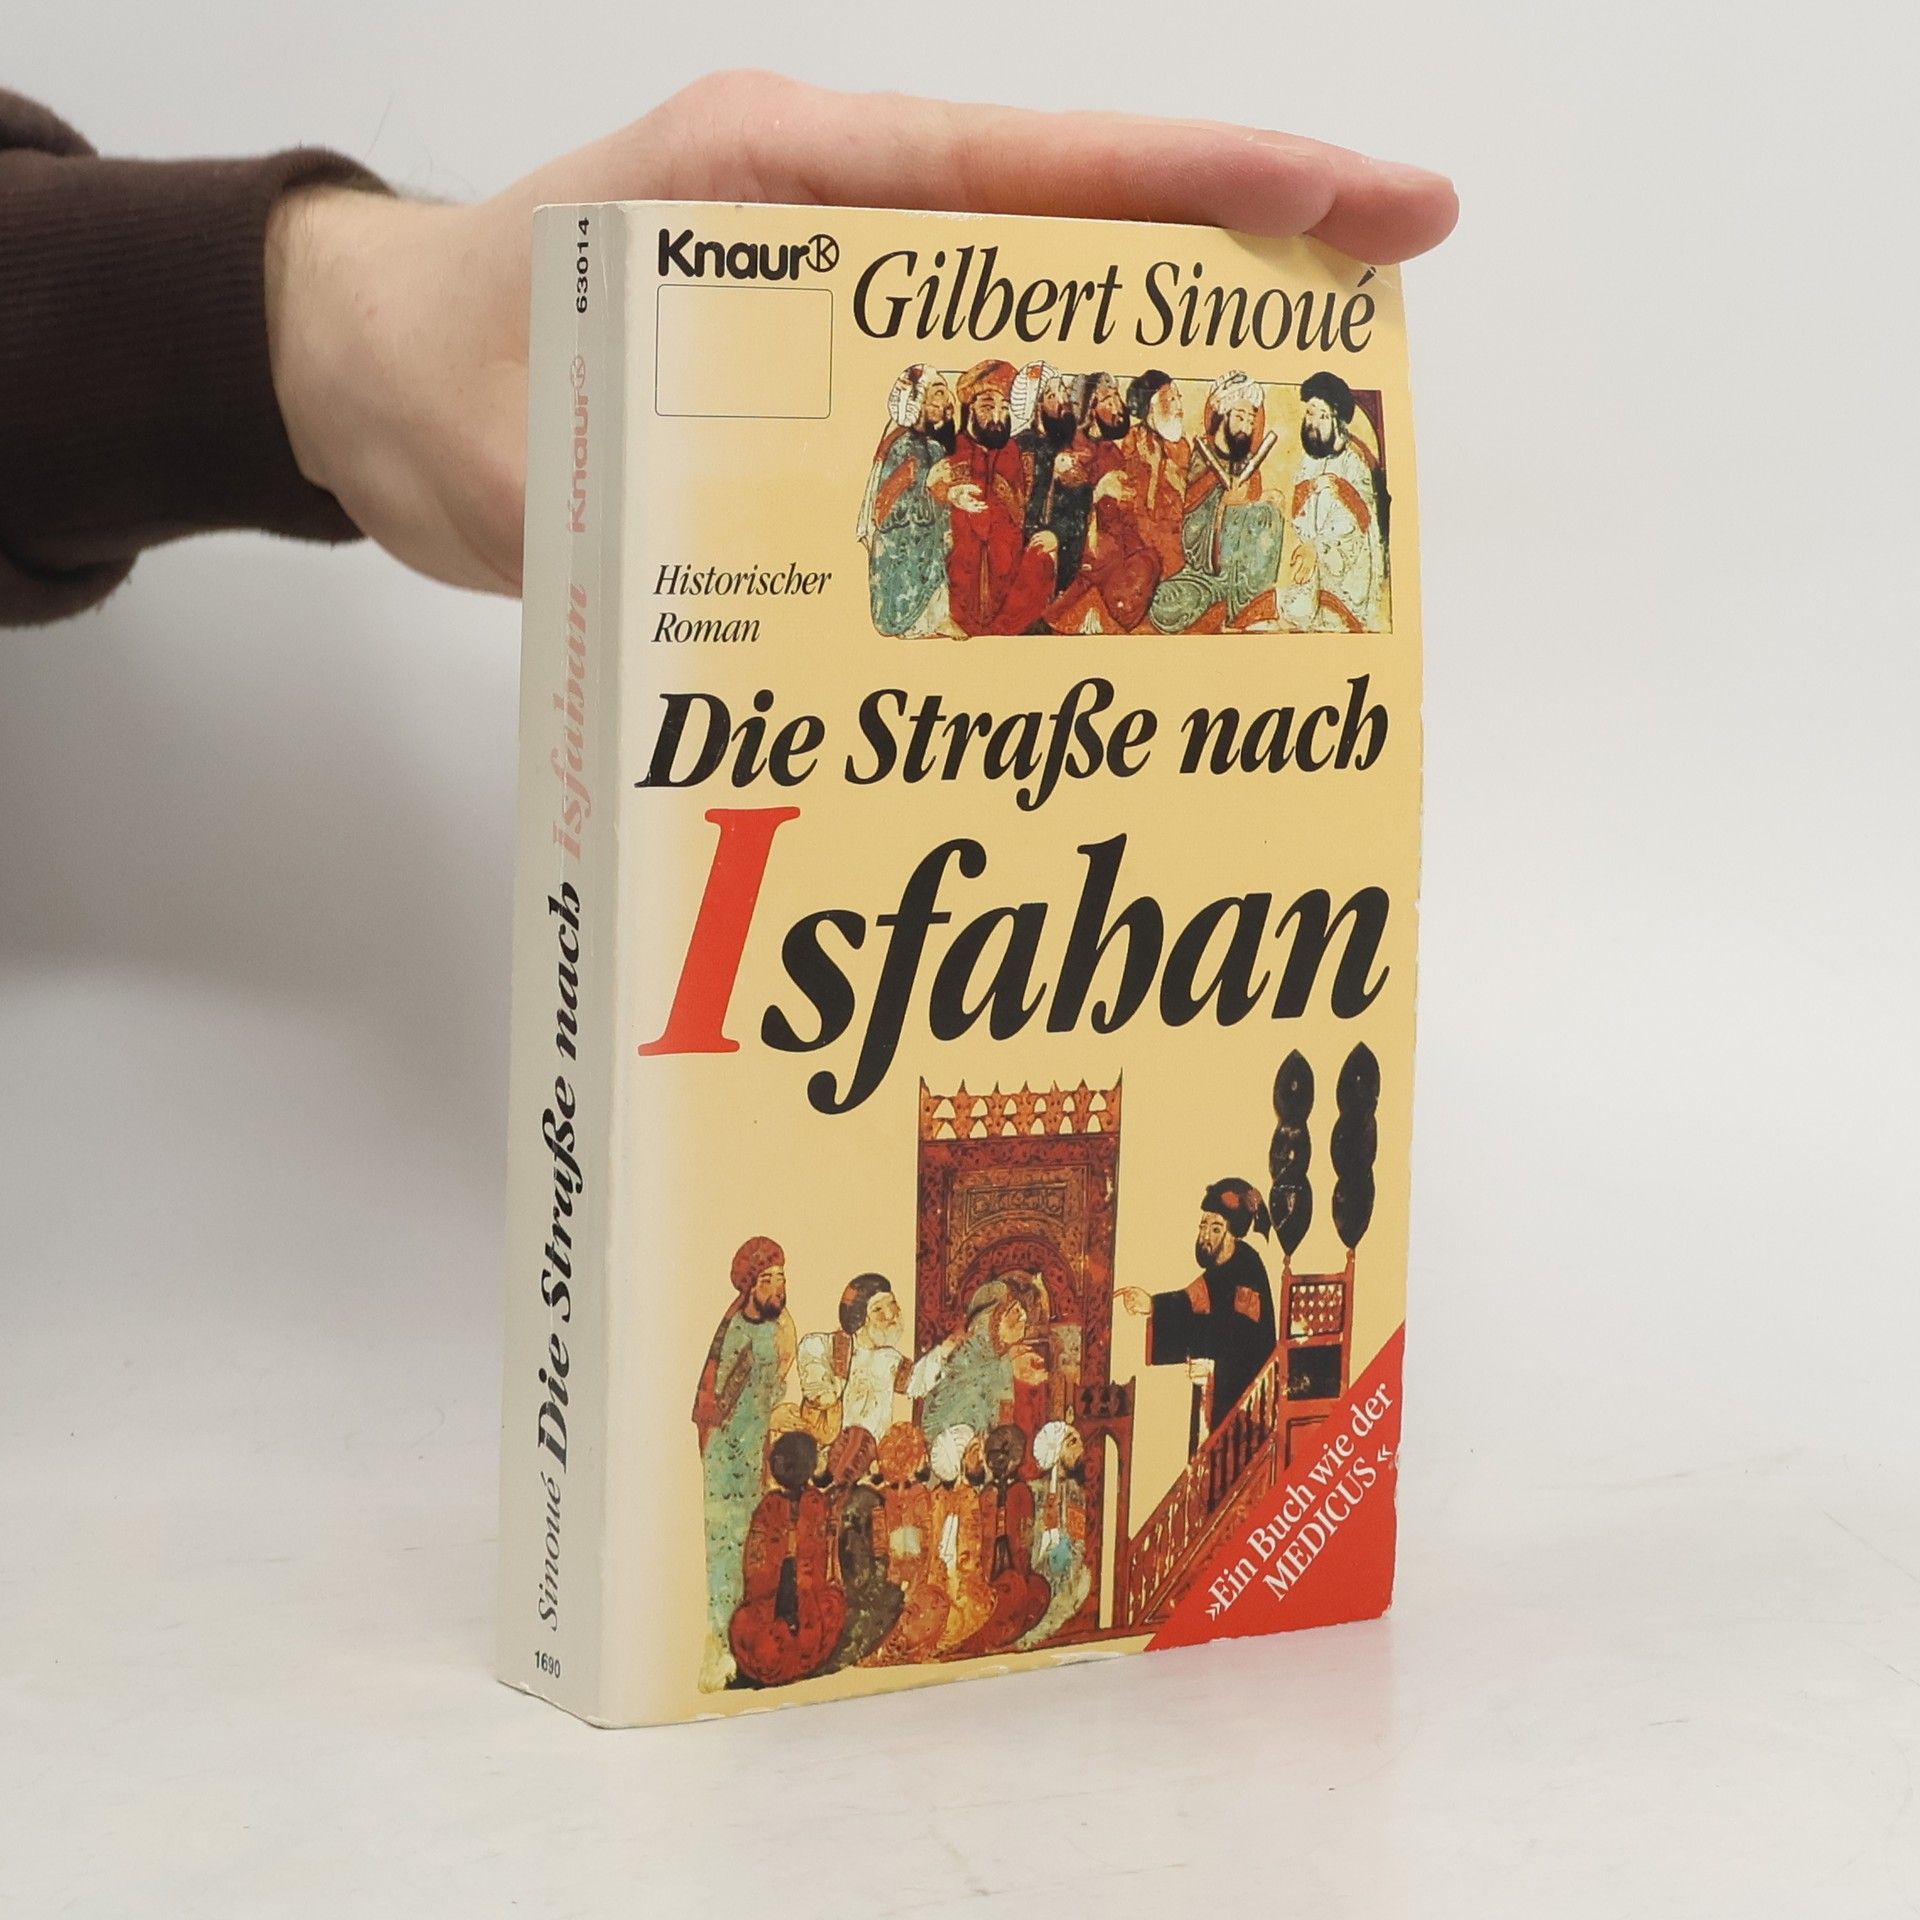 Knaur
Gilbert Sinoué
Historischer
Roman
Die Straße nach
Isfahan
»Ein Buch wie der
MEDICUS«
1690 Sinoué Die Straße nach Isfahan Knaur 63014